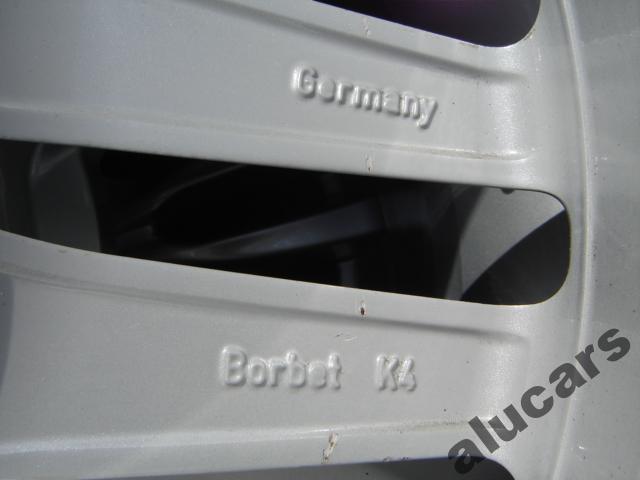 Germany
Borbet K4
alucars